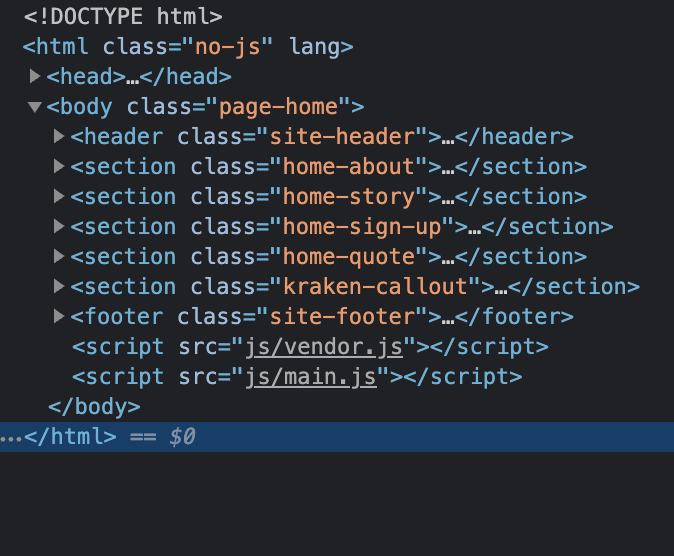 <!DOCTYPE html>
<html class="no-js" lang>
<head>…</head>
<body class="page-home">
<header class="site-header">…</header>
<section class="home-about">…</section>
<section class="home-story">…</section>
<section class="home-sign-up">…</section>
<section class="home-quote">…</section>
<section class="kraken-callout">…</section>
<footer class="site-footer">…</footer>
<script src="js/vendor.js"></script>
<script src="js/main.js"></script>
</body>
…</html> == $0